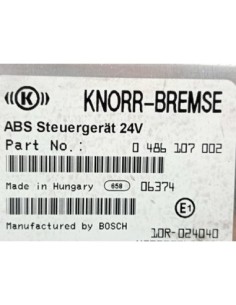 K KNORR-BREMSE
ABS Steuergerät 24V
Part No.: 0 486 107 002
Made in Hungary 650 06374
E1
Manufactured by BOSCH
10R-024040